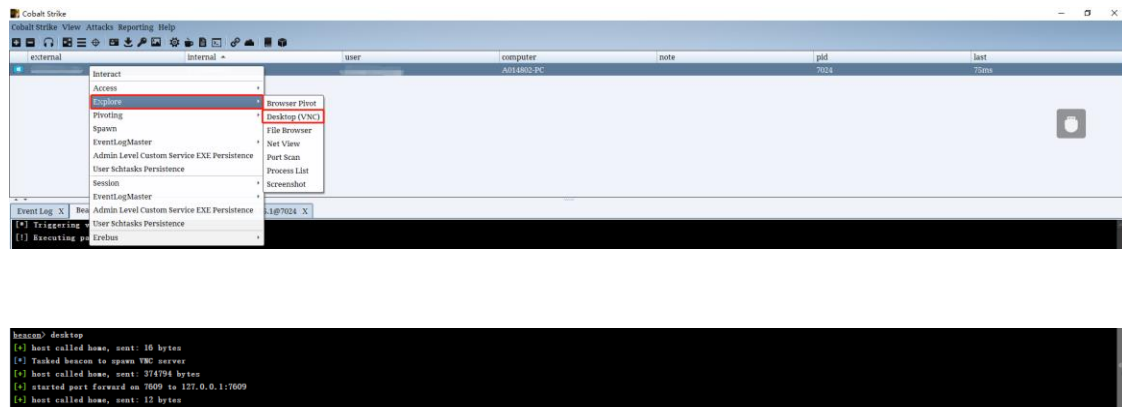 Cobalt Strike
Cobalt Strike View Attacks Reporting Help
external internal user computer note pid last
A014802-PC 7024 75ms
Interact
Access
Explore
Pivoting
Spawn
EventLogMaster
Admin Level Custom Service EXE Persistence
User Schtasks Persistence
Session
EventLogMaster
Admin Level Custom Service EXE Persistence
User Schtasks Persistence
Erebus
Browser Pivot
Desktop (VNC)
File Browser
Net View
Port Scan
Process List
Screenshot
Event Log X Bea .1@7024 X
[*] Triggering
[!] Executing pa
beacon> desktop
[+] host called home, sent: 16 bytes
[*] Tasked beacon to spawn VNC server
[+] host called home, sent: 374794 bytes
[+] started port forward on 7609 to 127.0.0.1:7609
[+] host called home, sent: 12 bytes